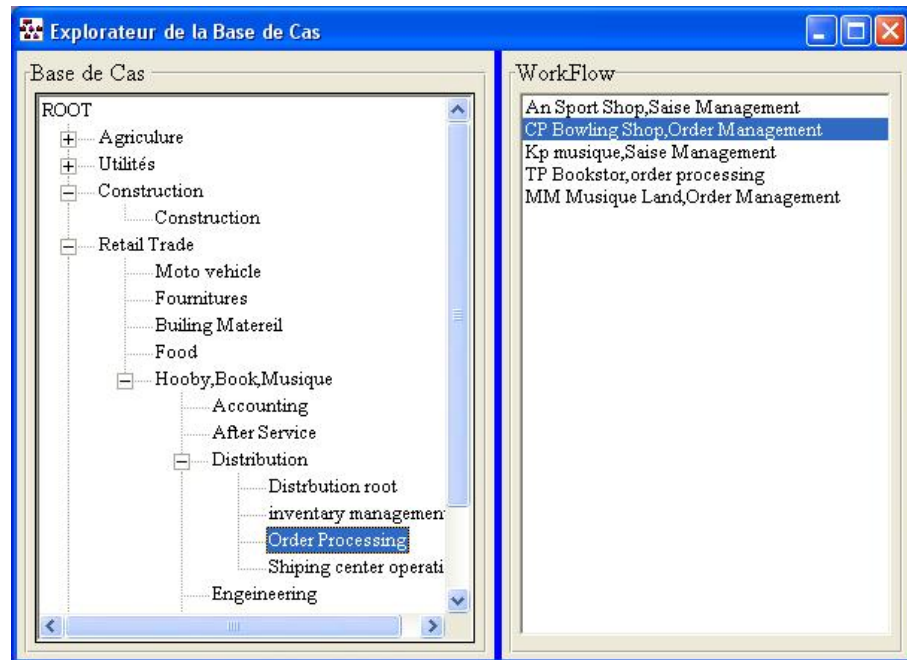 Explorateur de la Base de Cas
Base de Cas
ROOT
Agriculure
Utilités
Construction
Construction
Retail Trade
Moto vehicle
Fournitures
Builing Matereil
Food
Hooby,Book,Musique
Accounting
After Service
Distribution
Distrbution root
inventary managemen
Order Processing
Shiping center operati
Engeineering
WorkFlow
An Sport Shop,Saise Management
CP Bowling Shop,Order Management
Kp musique,Saise Management
TP Bookstor,order processing
MM Musique Land,Order Management